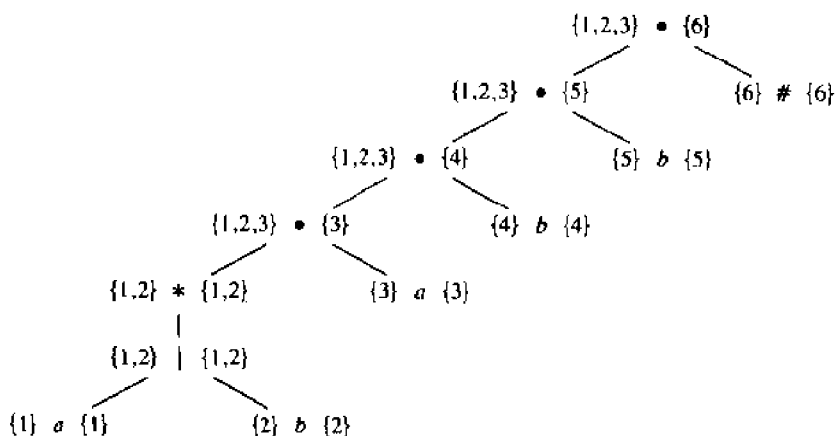 {1,2,3} • {6}
{1,2,3} • {5} {6} # {6}
{1,2,3} • {4} {5} b {5}
{1,2,3} • {3} {4} b {4}
{1,2} * {1,2} {3} a {3}
{1,2} | {1,2}
{1} a {1} {2} b {2}